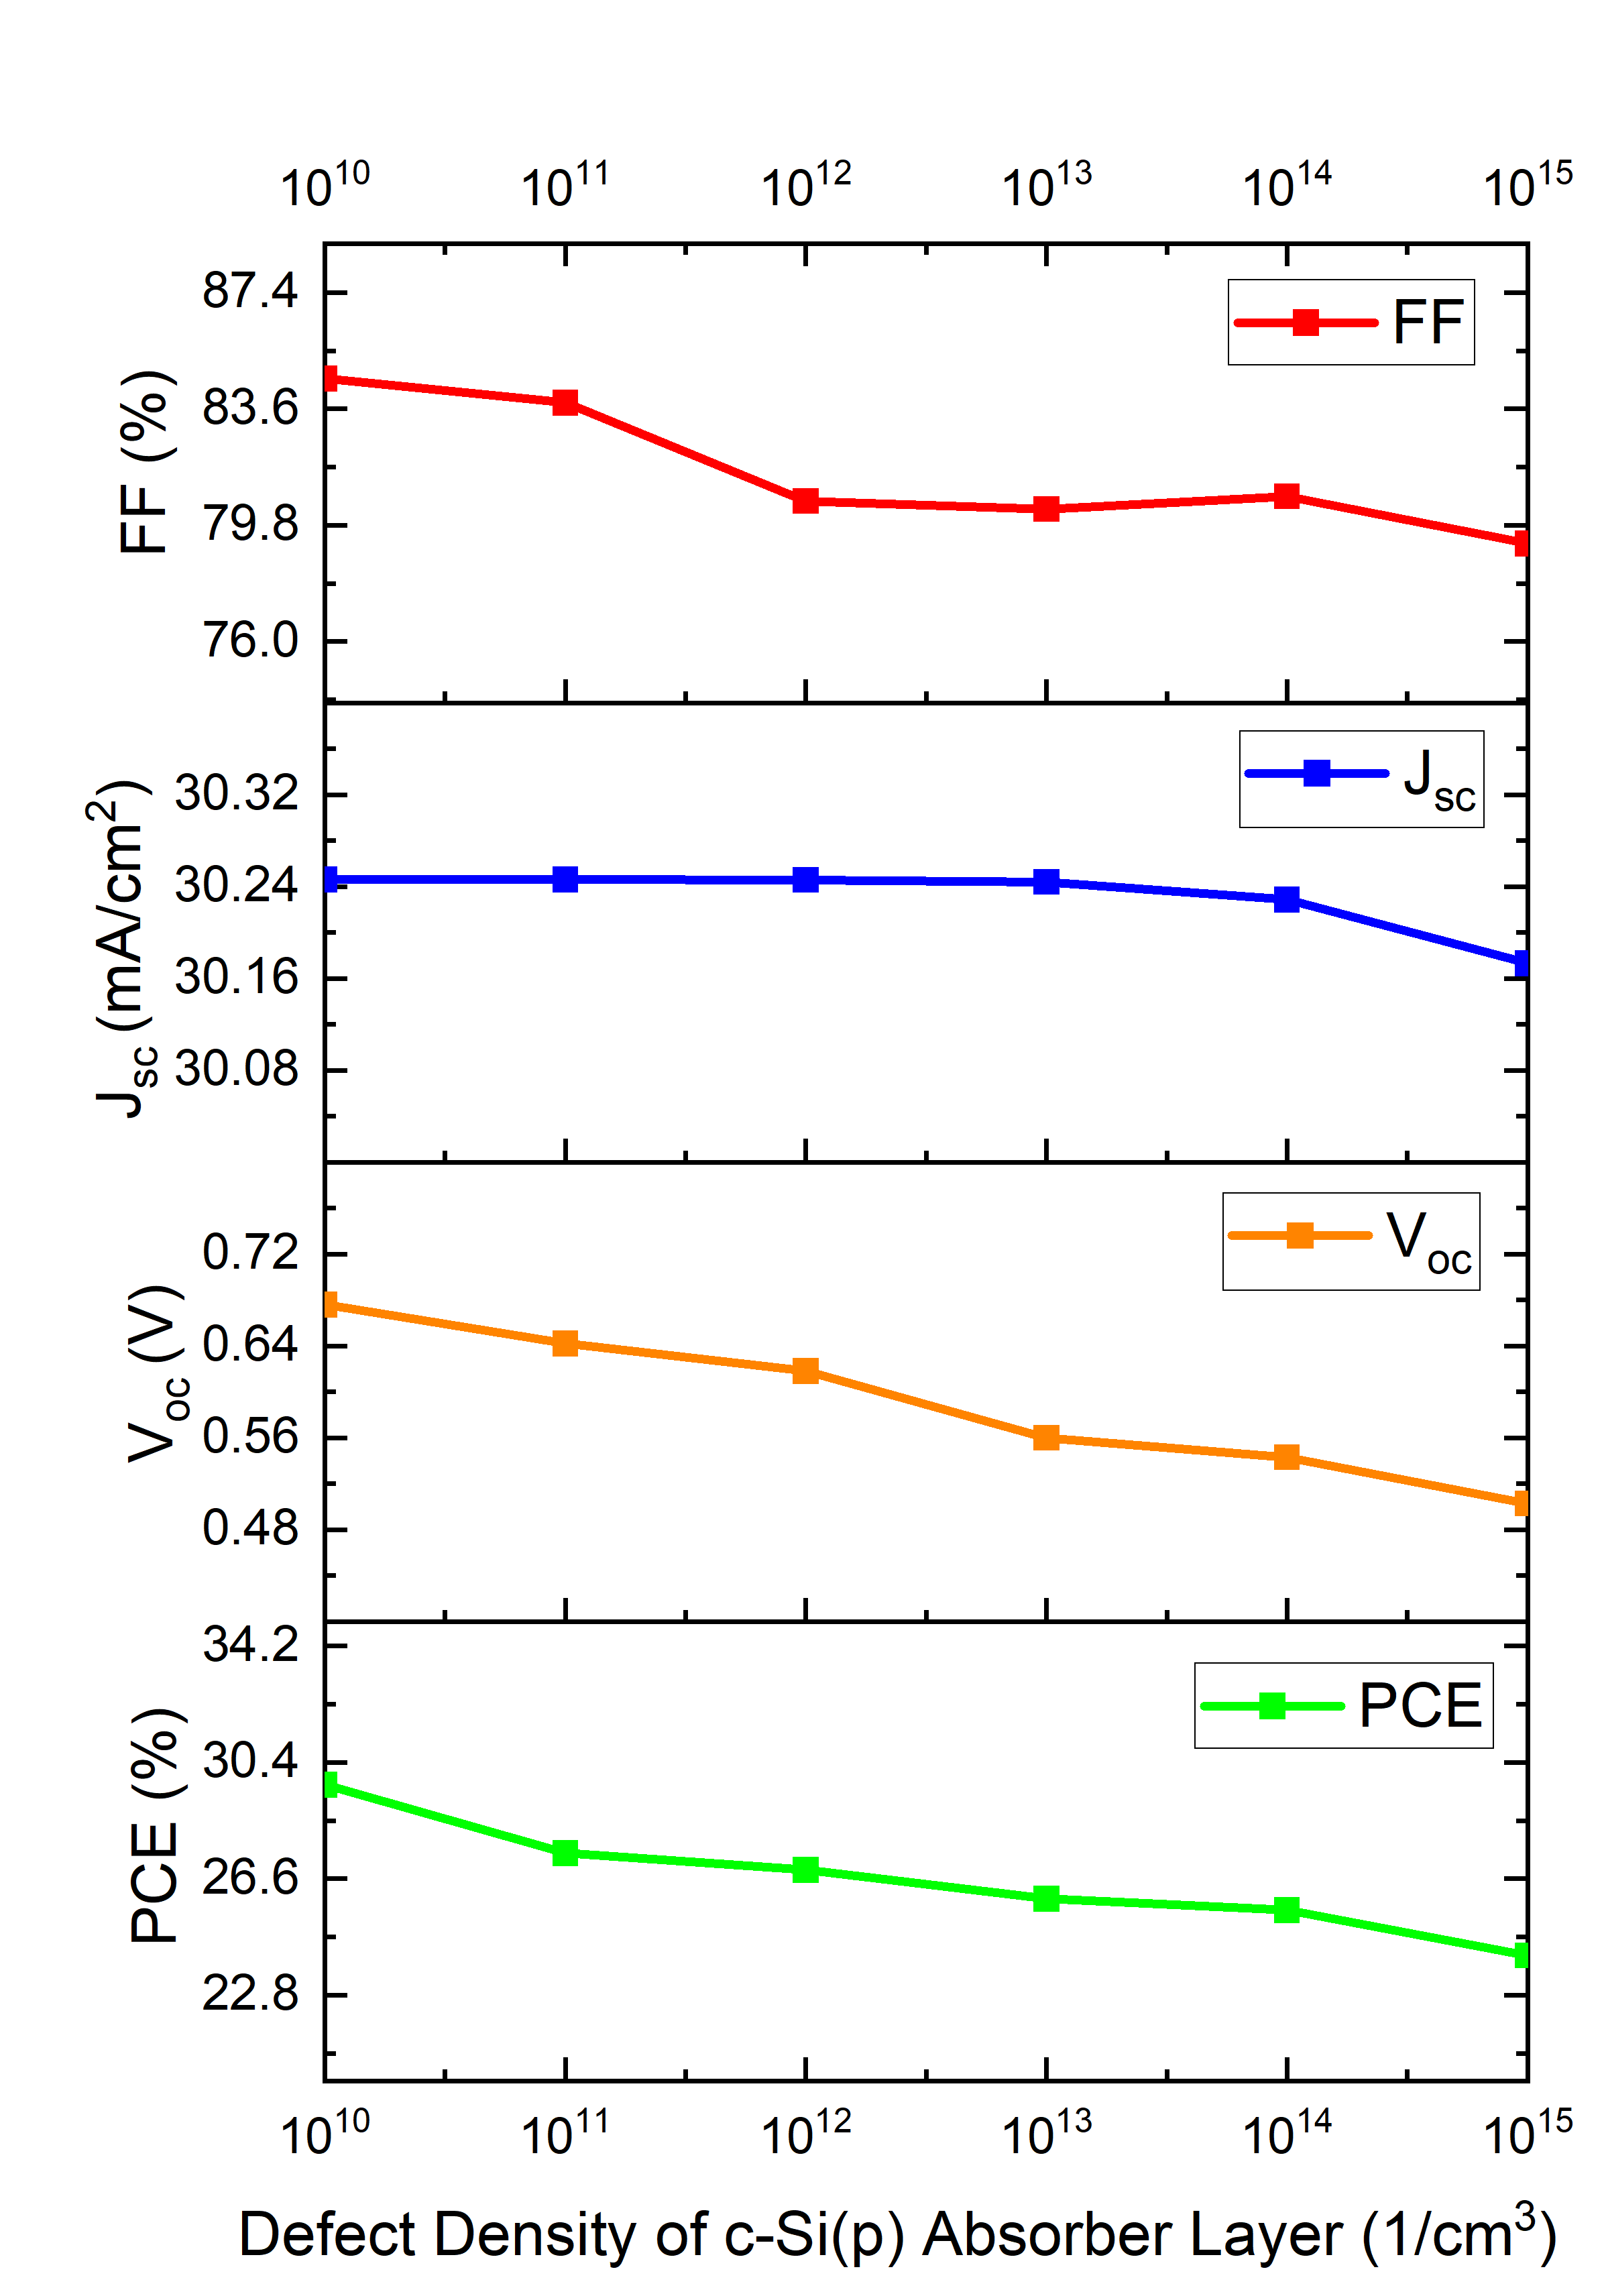 10^10 10^11 10^12 10^13 10^14 10^15
FF (%)
87.4
83.6
79.8
76.0
FF
J_sc (mA/cm^2)
30.32
30.24
30.16
30.08
J_sc
V_oc (V)
0.72
0.64
0.56
0.48
V_oc
PCE (%)
34.2
30.4
26.6
22.8
PCE
10^10 10^11 10^12 10^13 10^14 10^15
Defect Density of c-Si(p) Absorber Layer (1/cm^3)